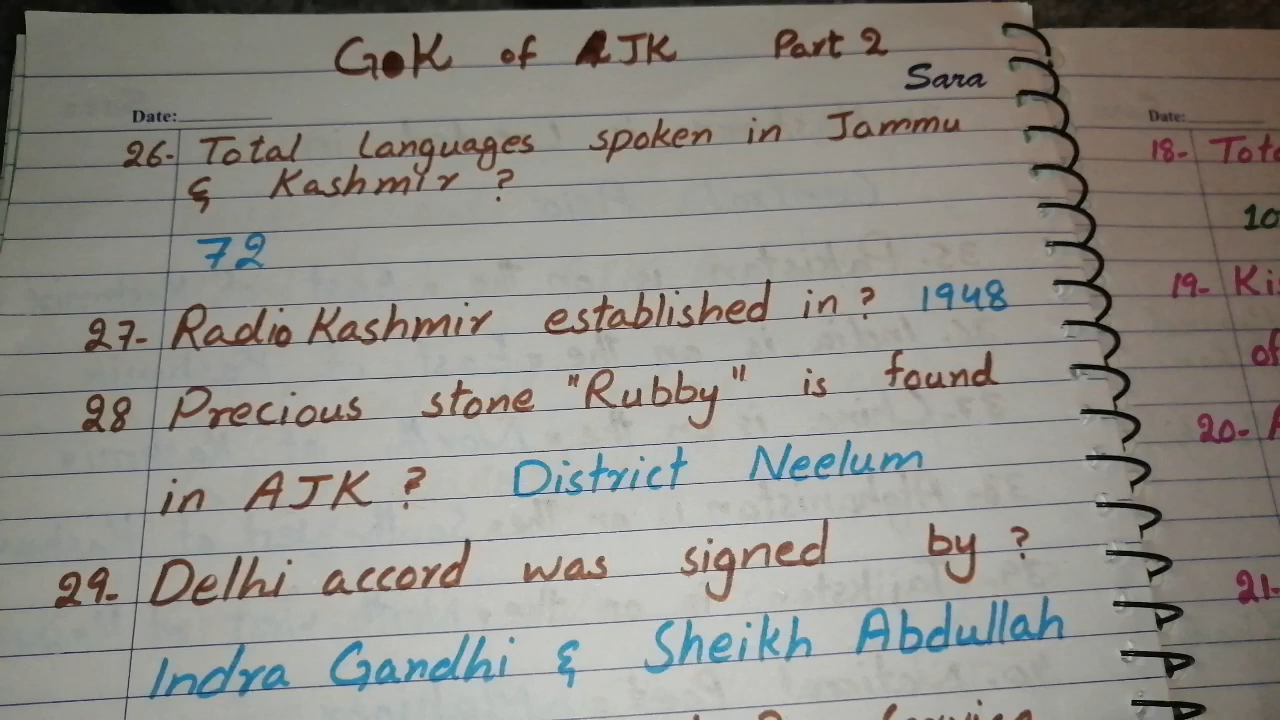 GOK of AJK Part 2
Sara
Date:
26- Total languages spoken in Jammu
& Kashmir ?
72
27- Radio Kashmir established in ? 1948
28 Precious stone "Rubby" is found
in AJK ? District Neelum
29- Delhi accord was signed by ?
Indra Gandhi & Sheikh Abdullah
Date:
18- Tot
10
19- Ki
of
20-
21-